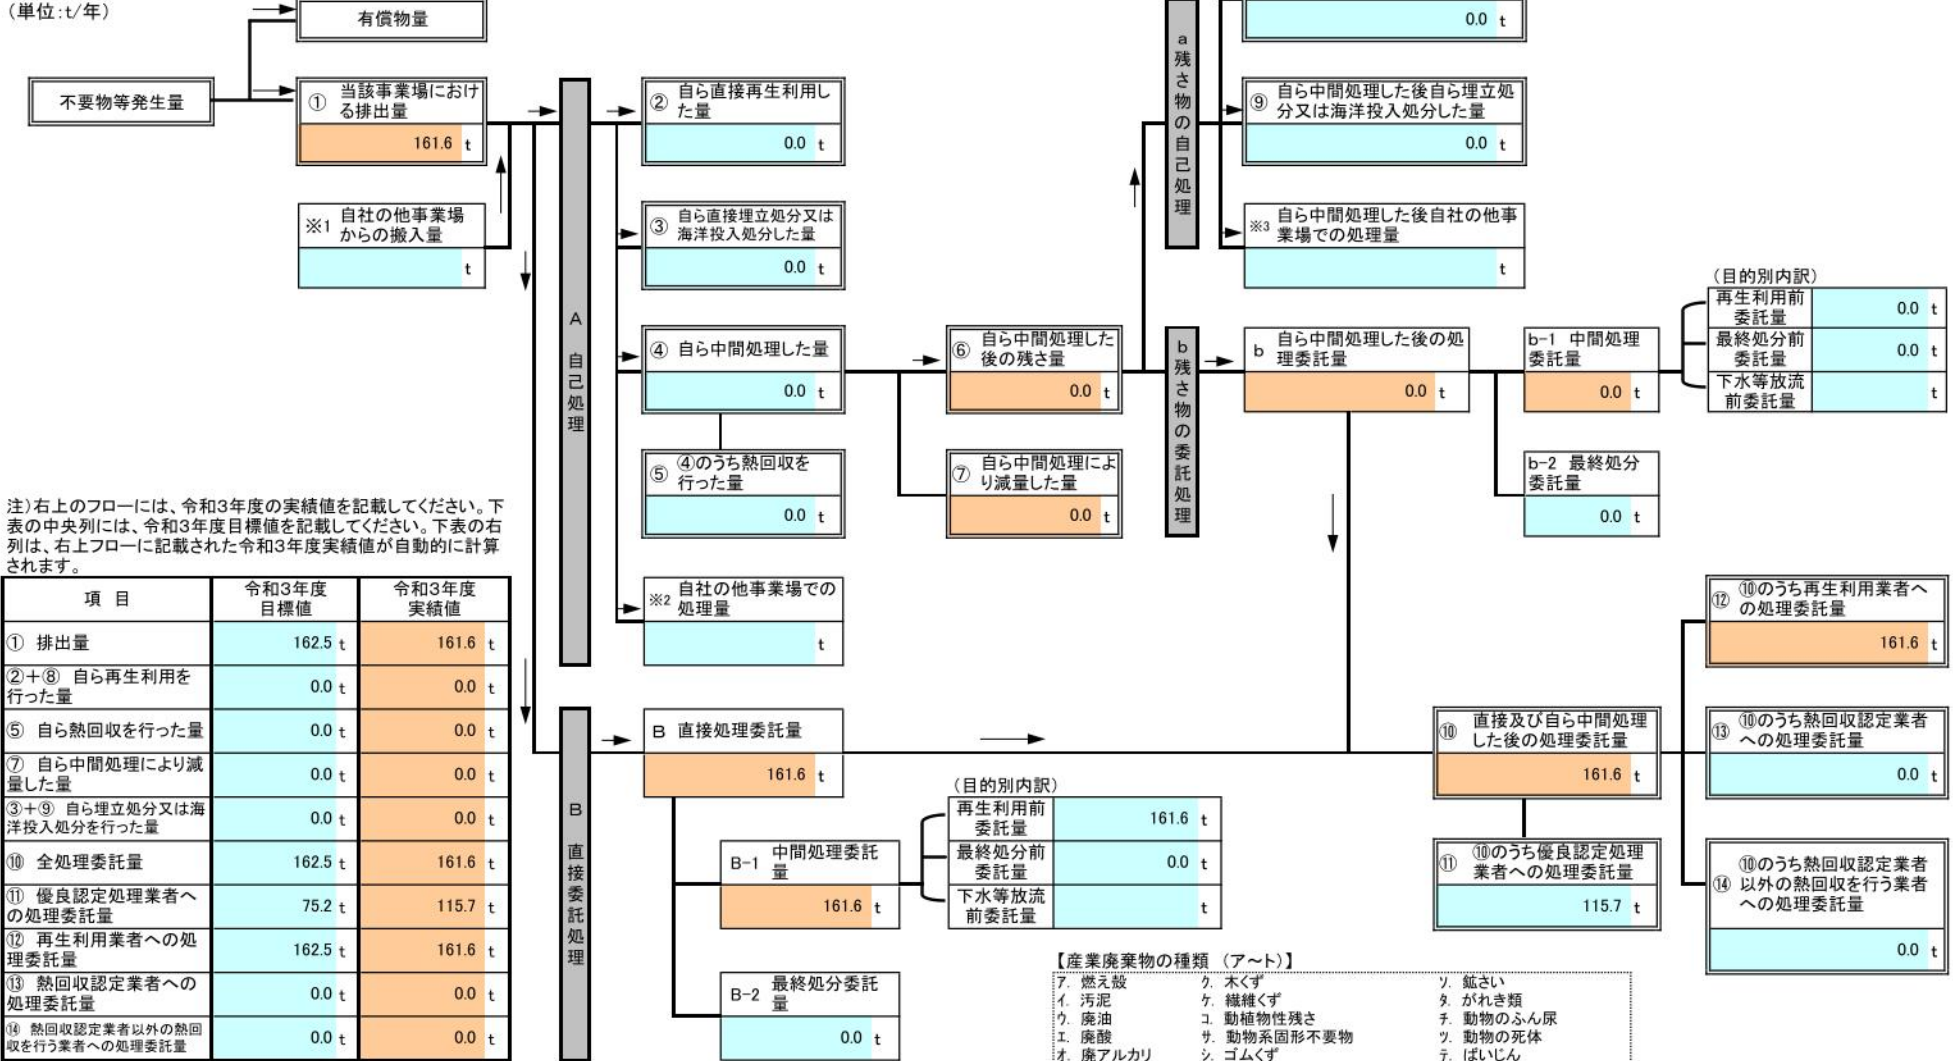 (単位:t/年)
有償物量
不要物等発生量
① 当該事業場におけ
る排出量
161.6 t
※1 自社の他事業場
からの搬入量
t
A 自己処理
② 自ら直接再生利用し
た量
0.0 t
③ 自ら直接埋立処分又は
海洋投入処分した量
0.0 t
④ 自ら中間処理した量
0.0 t
⑤ ④のうち熱回収を
行った量
0.0 t
※2 自社の他事業場での
処理量
t
⑥ 自ら中間処理した
後の残さ量
0.0 t
⑦ 自ら中間処理によ
り減量した量
0.0 t
a 残さ物の自己処理
0.0 t
⑨ 自ら中間処理した後自ら埋立処
分又は海洋投入処分した量
0.0 t
※3 自ら中間処理した後自社の他事
業場での処理量
t
b 残さ物の委託処理
b 自ら中間処理した後の処
理委託量
0.0 t
b-1 中間処理
委託量
0.0 t
b-2 最終処分
委託量
0.0 t
(目的別内訳)
再生利用前
委託量
0.0 t
最終処分前
委託量
0.0 t
下水等放流
前委託量
t
注)右上のフローには、令和3年度の実績値を記載してください。下
表の中央列には、令和3年度目標値を記載してください。下表の右
列は、右上フローに記載された令和3年度実績値が自動的に計算
されます。
項 目
令和3年度
目標値
令和3年度
実績値
① 排出量 162.5 t 161.6 t
②+⑧ 自ら再生利用を
行った量
0.0 t 0.0 t
⑤ 自ら熱回収を行った量 0.0 t 0.0 t
⑦ 自ら中間処理により減
量した量
0.0 t 0.0 t
③+⑨ 自ら埋立処分又は海
洋投入処分を行った量
0.0 t 0.0 t
⑩ 全処理委託量 162.5 t 161.6 t
⑪ 優良認定処理業者へ
の処理委託量
75.2 t 115.7 t
⑫ 再生利用業者への処
理委託量
162.5 t 161.6 t
⑬ 熱回収認定業者への
処理委託量
0.0 t 0.0 t
⑭ 熱回収認定業者以外の熱回
収を行う業者への処理委託量
0.0 t 0.0 t
B 直接委託処理
B 直接処理委託量
161.6 t
B-1 中間処理委託
量
161.6 t
B-2 最終処分委託
量
0.0 t
(目的別内訳)
再生利用前
委託量
161.6 t
最終処分前
委託量
0.0 t
下水等放流
前委託量
t
⑩ 直接及び自ら中間処理
した後の処理委託量
161.6 t
⑪ ⑩のうち優良認定処理
業者への処理委託量
115.7 t
⑫ ⑩のうち再生利用業者へ
の処理委託量
161.6 t
⑬ ⑩のうち熱回収認定業者
への処理委託量
0.0 t
⑭ ⑩のうち熱回収認定業者
以外の熱回収を行う業者
への処理委託量
0.0 t
【産業廃棄物の種類 (ア〜ト)】
ア. 燃え殻 ク. 木くず ソ. 鉱さい
イ. 汚泥 ケ. 繊維くず タ. がれき類
ウ. 廃油 コ. 動植物性残さ チ. 動物のふん尿
エ. 廃酸 サ. 動物系固形不要物 ツ. 動物の死体
オ. 廃アルカリ シ. ゴムくず テ. ばいじん